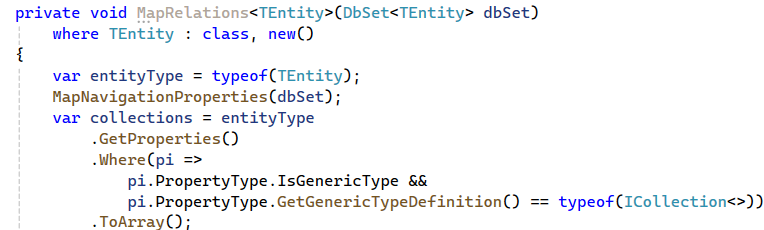 private void MapRelations<TEntity>(DbSet<TEntity> dbSet)
    where TEntity : class, new()
{
    var entityType = typeof(TEntity);
    MapNavigationProperties(dbSet);
    var collections = entityType
        .GetProperties()
        .Where(pi =>
            pi.PropertyType.IsGenericType &&
            pi.PropertyType.GetGenericTypeDefinition() == typeof(ICollection<>))
        .ToArray();